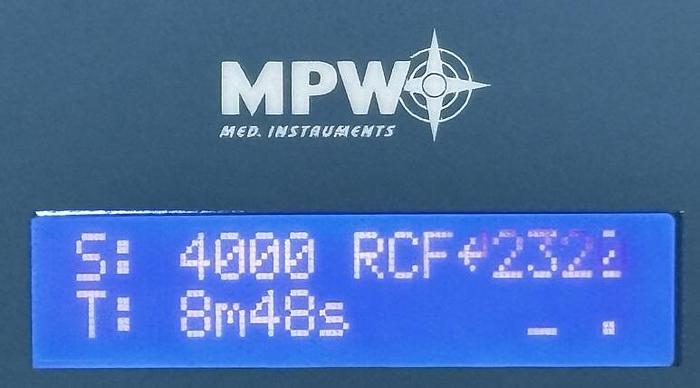 MPW
MED. INSTRUMENTS
S: 4000 RCF
T: 8m48s